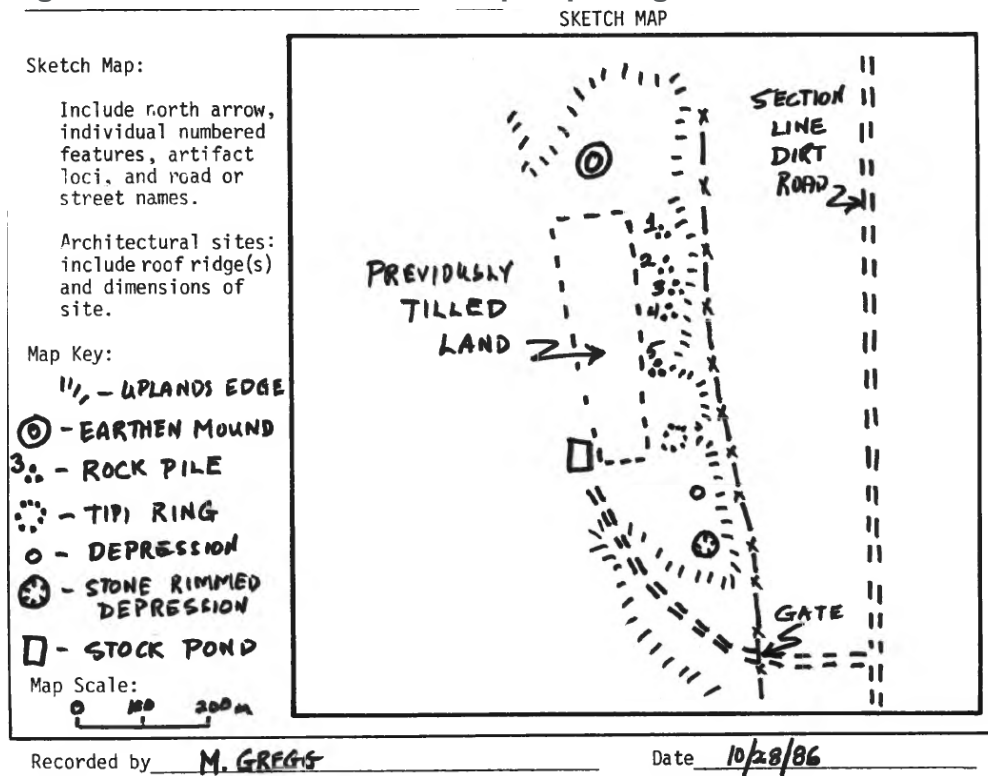 SKETCH MAP
Sketch Map:
Include north arrow,
individual numbered
features, artifact
loci, and road or
street names.
Architectural sites:
include roof ridge(s)
and dimensions of
site.
Map Key:
- UPLANDS EDGE
- EARTHEN MOUND
3 - ROCK PILE
- TIPI RING
- DEPRESSION
- STONE RIMMED
DEPRESSION
- STOCK POND
Map Scale:
0 100 200m
SECTION
LINE
DIRT
ROAD
1
2
3
4
5
PREVIOUSLY
TILLED
LAND
GATE
Recorded by M.
Date 10/28/86